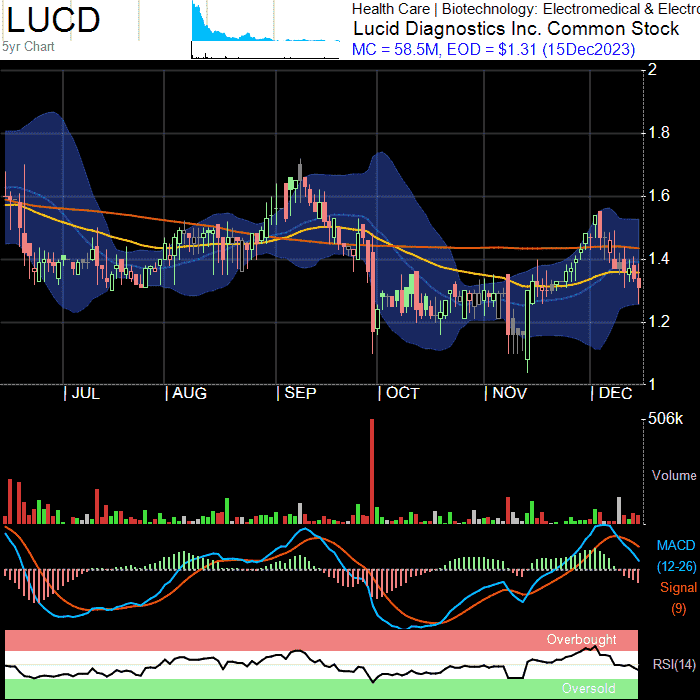 LUCD
5yr Chart
Health Care | Biotechnology: Electromedical & Electro
Lucid Diagnostics Inc. Common Stock
MC = 58.5M, EOD = $1.31 (15Dec2023)
2
1.8
1.6
1.4
1.2
1
| JUL | AUG | SEP | OCT | NOV | DEC
506k
Volume
MACD
(12-26)
Signal
(9)
Overbought
RSI(14)
Oversold